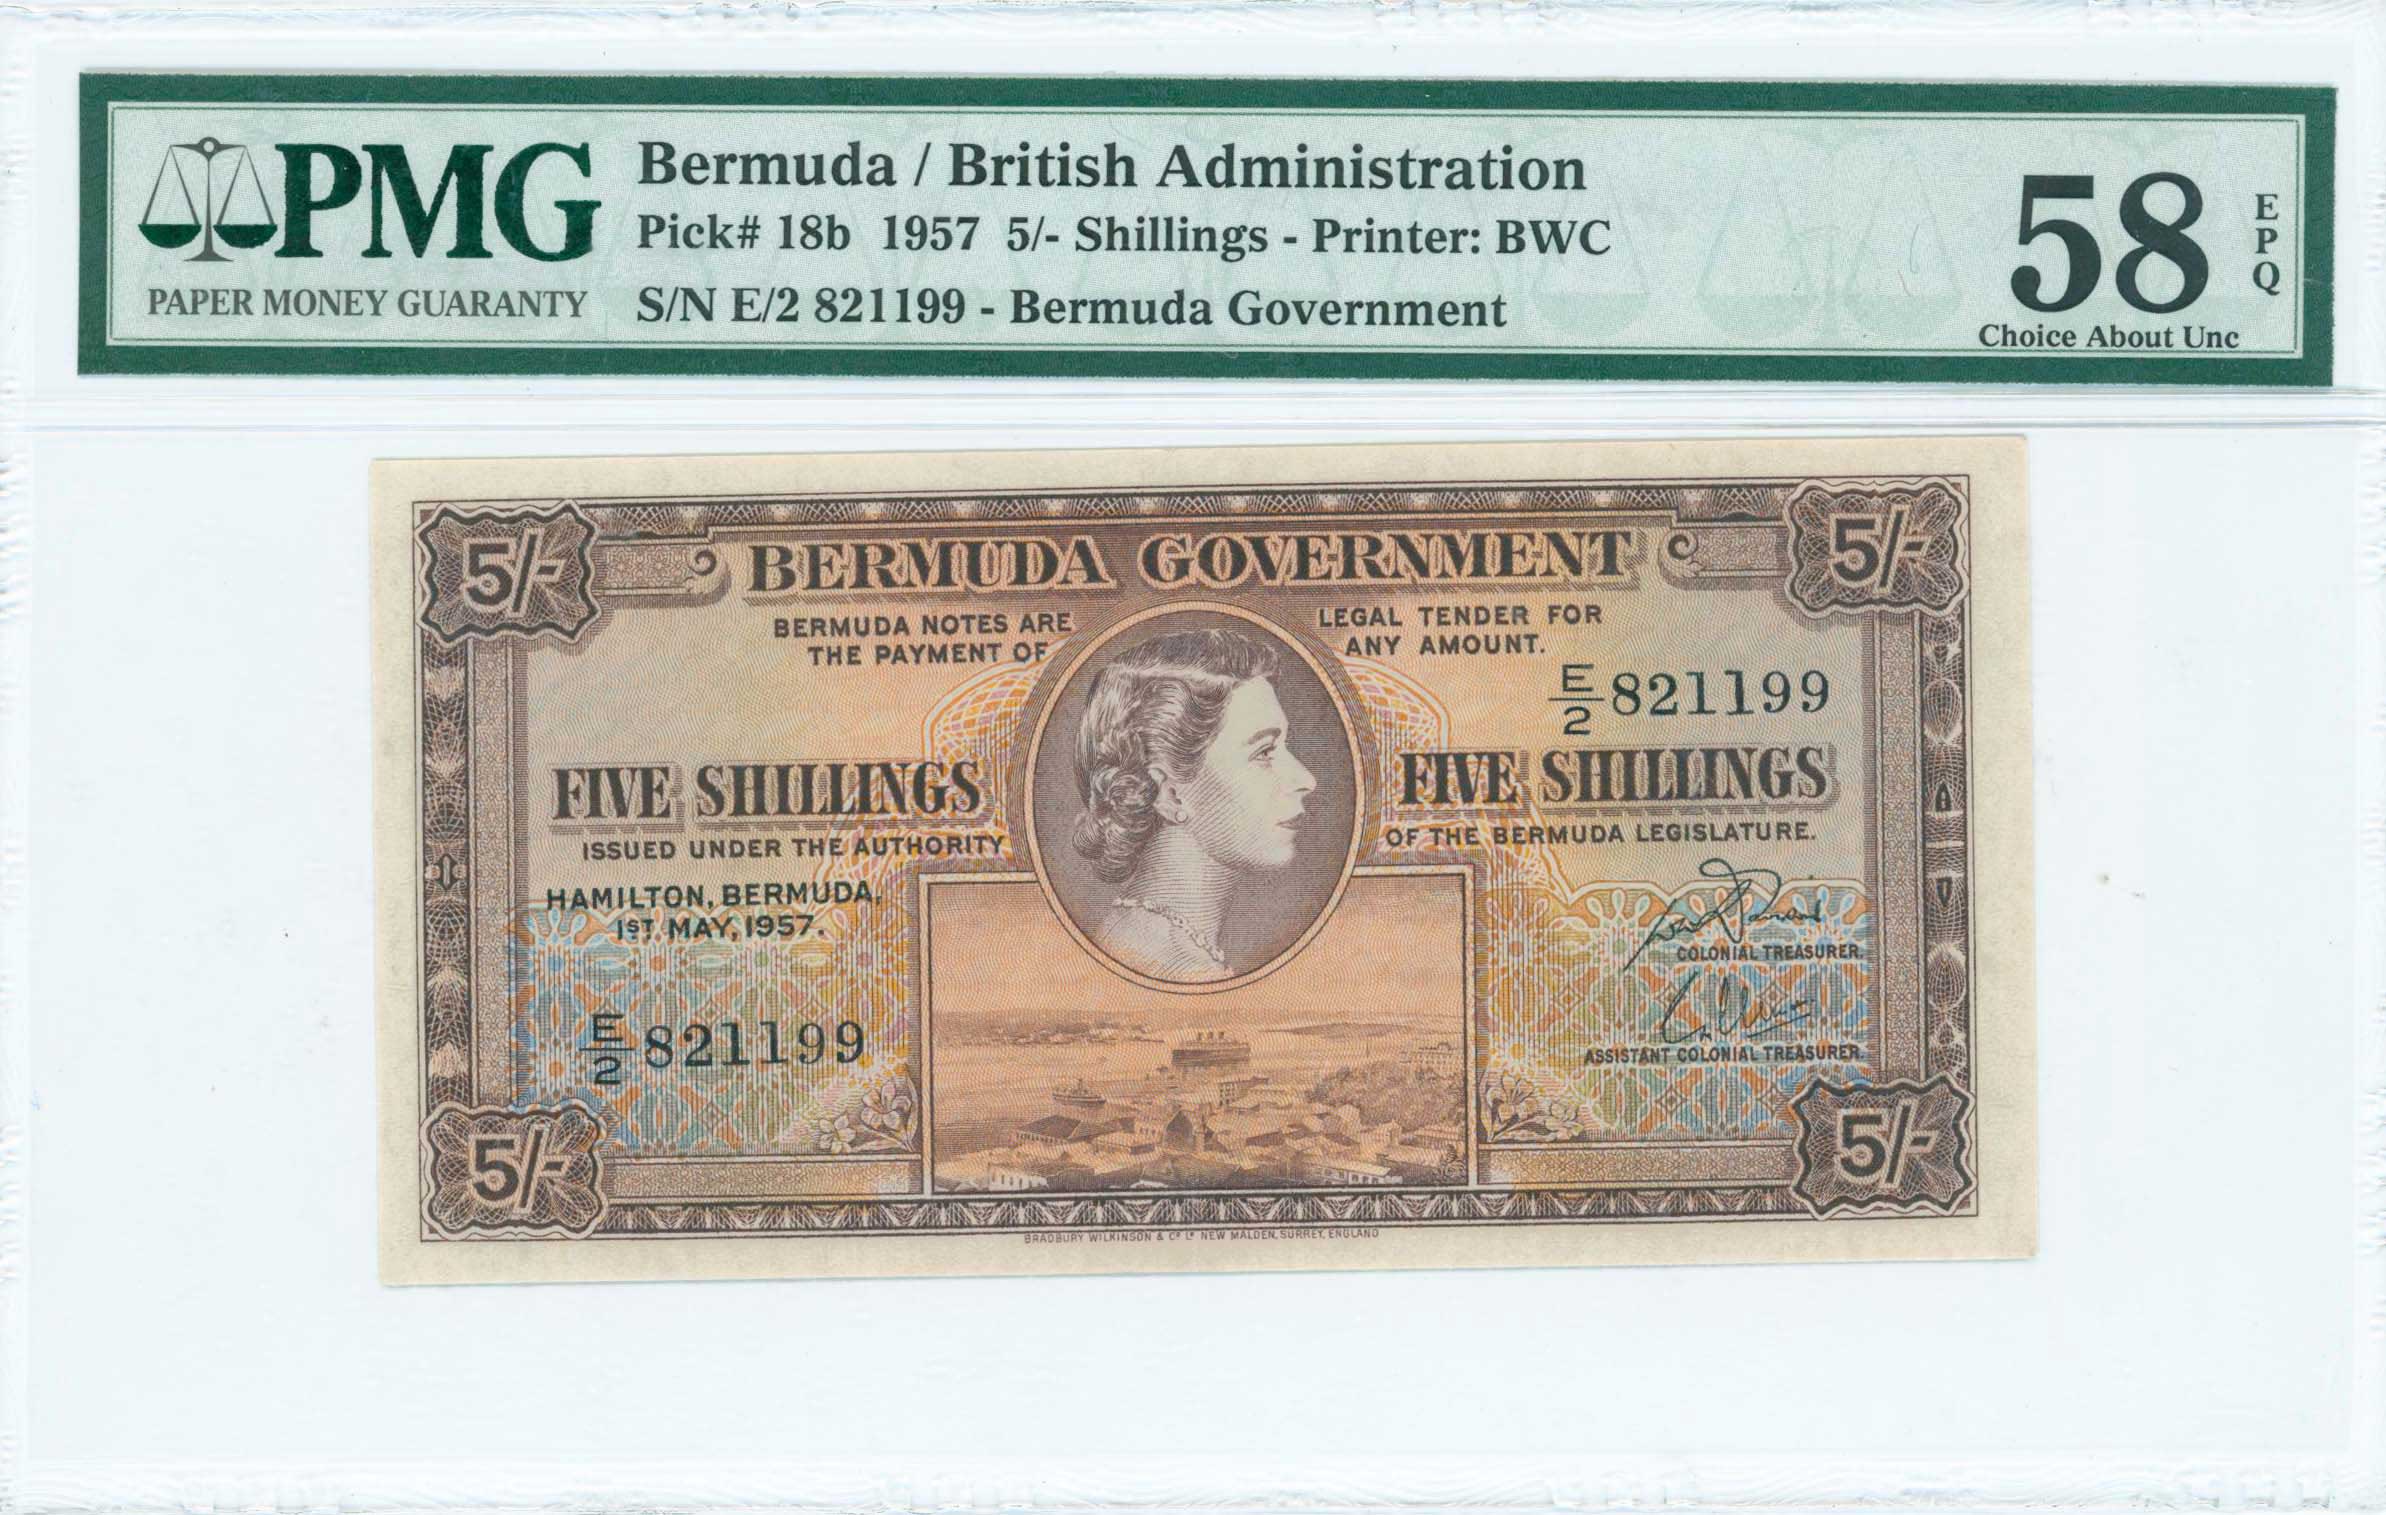 PMG
PAPER MONEY GUARANTY
Bermuda / British Administration
Pick# 18b 1957 5/- Shillings - Printer: BWC
S/N E/2 821199 - Bermuda Government
58
EPQ
Choice About Unc
5/-
BERMUDA GOVERNMENT
5/-
BERMUDA NOTES ARE LEGAL TENDER FOR
THE PAYMENT OF ANY AMOUNT.
E/2 821199
FIVE SHILLINGS FIVE SHILLINGS
ISSUED UNDER THE AUTHORITY OF THE BERMUDA LEGISLATURE.
HAMILTON, BERMUDA,
1ST MAY, 1957.
COLONIAL TREASURER.
E/2 821199
ASSISTANT COLONIAL TREASURER.
5/-
5/-
BRADBURY WILKINSON & Co Ld NEW MALDEN, SURREY, ENGLAND